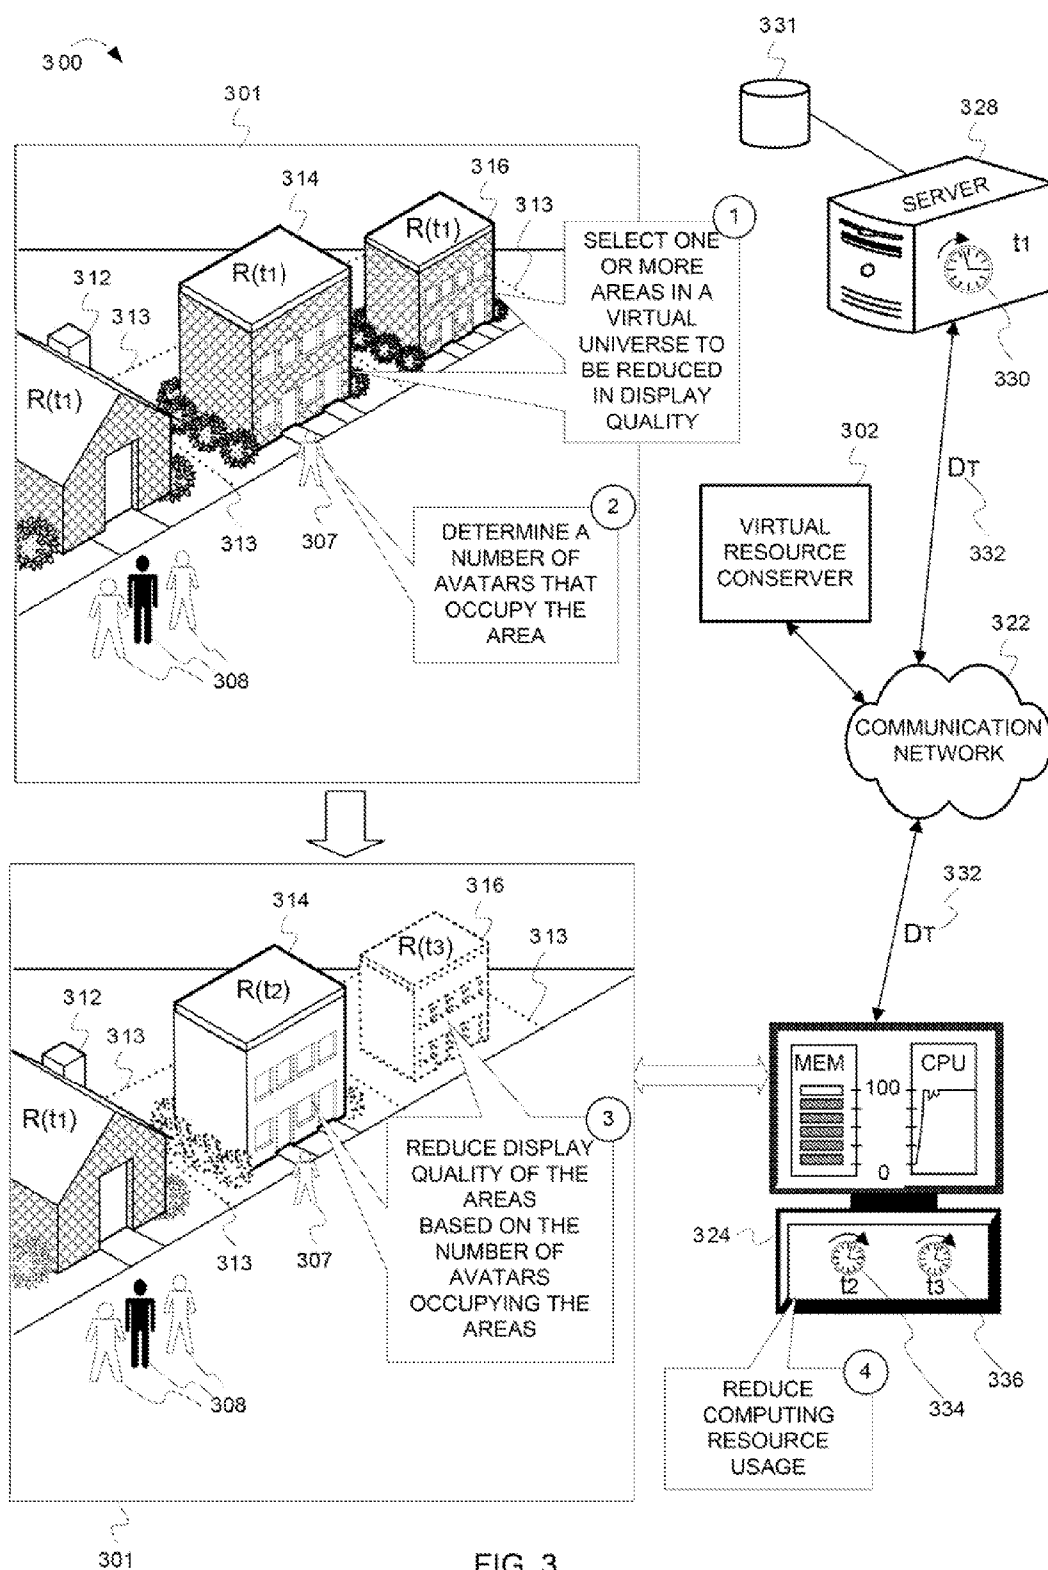 300
301
331
328
SERVER
t1
330
314
316
313
R(t1)
R(t1)
312
313
R(t1)
1
SELECT ONE
OR MORE
AREAS IN A
VIRTUAL
UNIVERSE TO
BE REDUCED
IN DISPLAY
QUALITY
313
307
2
DETERMINE A
NUMBER OF
AVATARS THAT
OCCUPY THE
AREA
308
302
VIRTUAL
RESOURCE
CONSERVER
DT
332
322
COMMUNICATION
NETWORK
332
DT
314
316
313
R(t3)
R(t2)
312
313
R(t1)
313
307
3
REDUCE DISPLAY
QUALITY OF THE
AREAS
BASED ON THE
NUMBER OF
AVATARS
OCCUPYING THE
AREAS
308
MEM
100
0
CPU
324
t2
t3
334
336
4
REDUCE
COMPUTING
RESOURCE
USAGE
301
FIG. 3